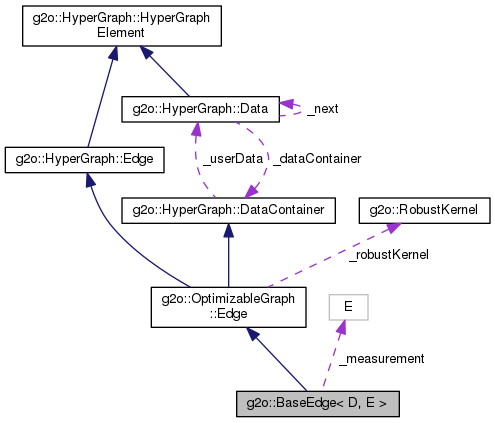 g2o::HyperGraph::HyperGraph
Element
g2o::HyperGraph::Data
_next
g2o::HyperGraph::Edge
_userData
_dataContainer
g2o::HyperGraph::DataContainer
g2o::RobustKernel
_robustKernel
g2o::OptimizableGraph
::Edge
E
_measurement
g2o::BaseEdge< D, E >